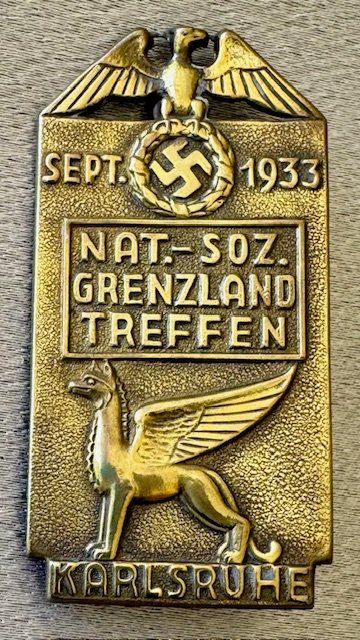 SEPT. 1933
NAT.-SOZ.
GRENZLAND
TREFFEN
KARLSRUHE